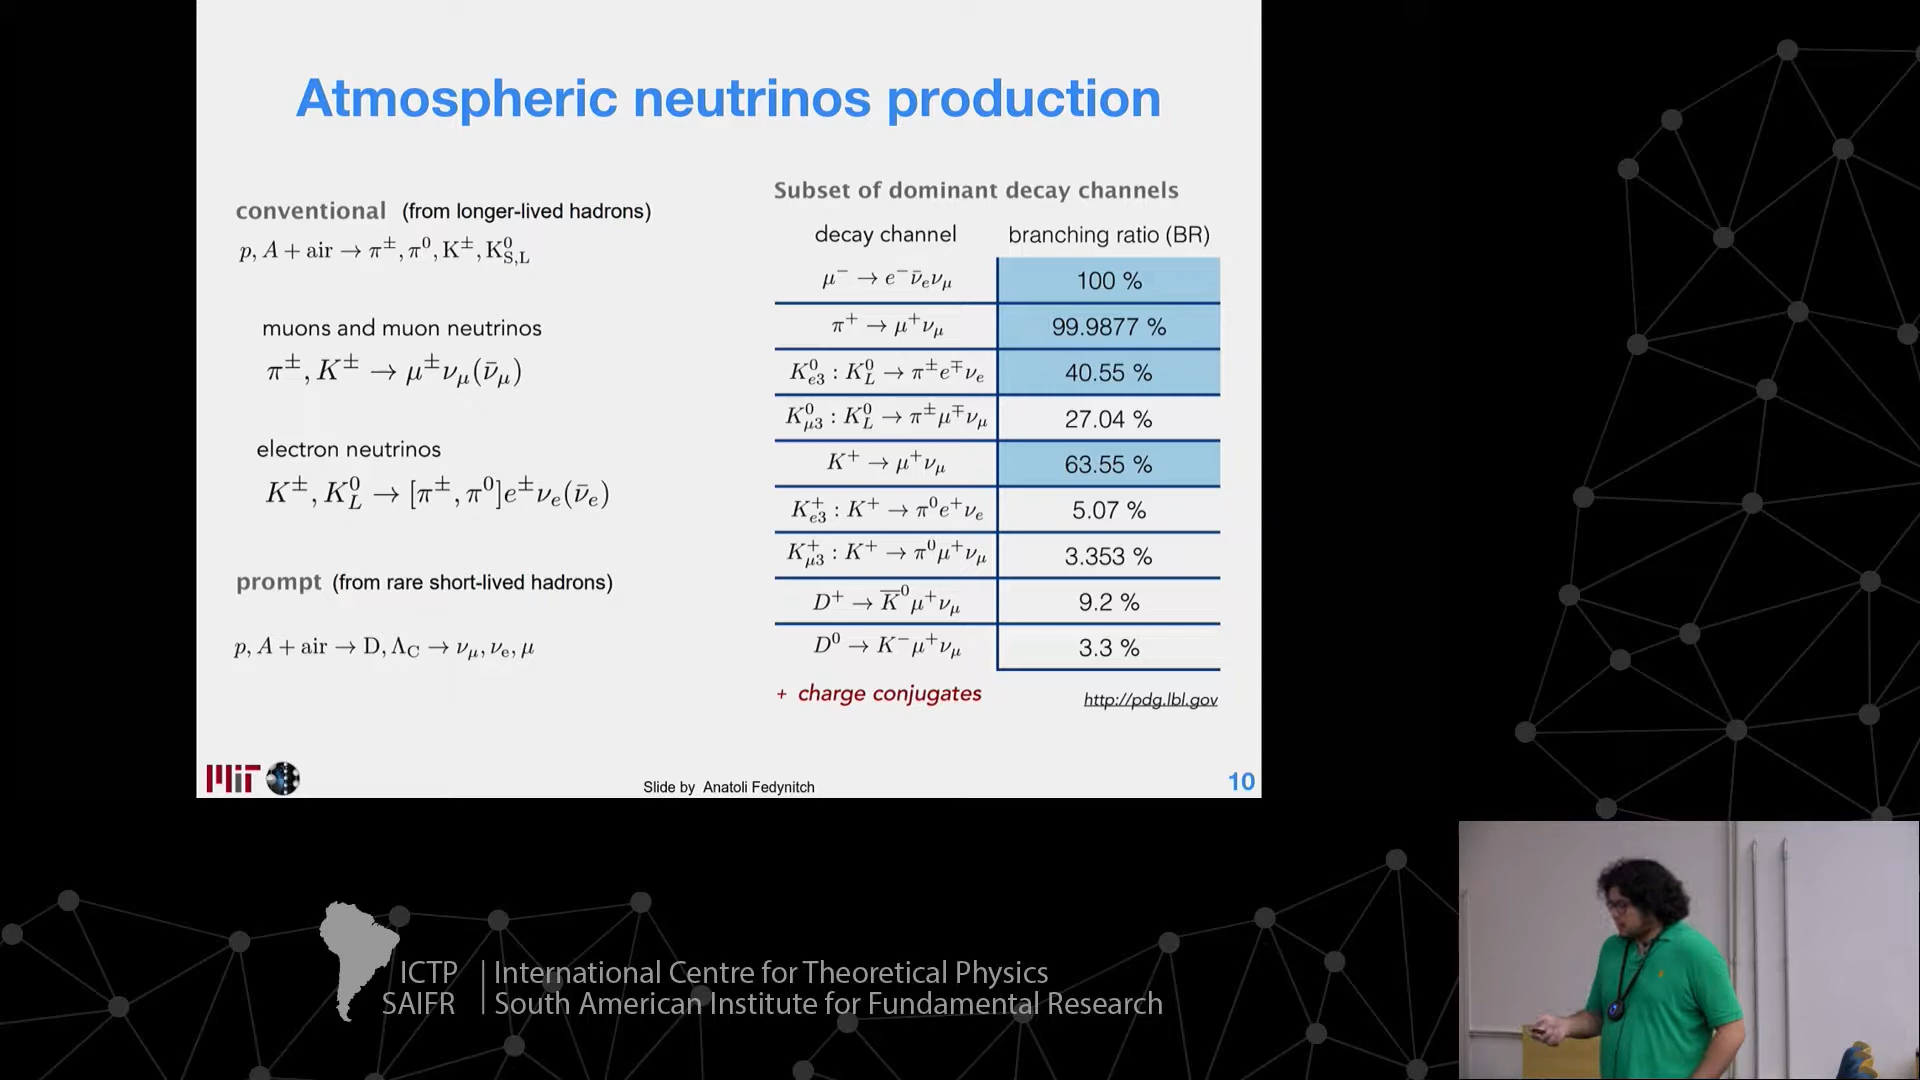 Atmospheric neutrinos production
conventional (from longer-lived hadrons)
p, A + air → π±, π⁰, K±, K⁰S,L
muons and muon neutrinos
π±, K± → μ±νμ(ν̄μ)
electron neutrinos
K±, K⁰L → [π±, π⁰]e±νe(ν̄e)
prompt (from rare short-lived hadrons)
p, A + air → D, ΛC → νμ, νe, μ
Subset of dominant decay channels
decay channel branching ratio (BR)
μ⁻ → e⁻ν̄eνμ 100 %
π⁺ → μ⁺νμ 99.9877 %
K⁰e3 : K⁰L → π±e∓νe 40.55 %
K⁰μ3 : K⁰L → π±μ∓νμ 27.04 %
K⁺ → μ⁺νμ 63.55 %
K⁺e3 : K⁺ → π⁰e⁺νe 5.07 %
K⁺μ3 : K⁺ → π⁰μ⁺νμ 3.353 %
D⁺ → K̄⁰μ⁺νμ 9.2 %
D⁰ → K⁻μ⁺νμ 3.3 %
+ charge conjugates
http://pdg.lbl.gov
MIT
Slide by Anatoli Fedynitch
10
ICTP | International Centre for Theoretical Physics
SAIFR | South American Institute for Fundamental Research